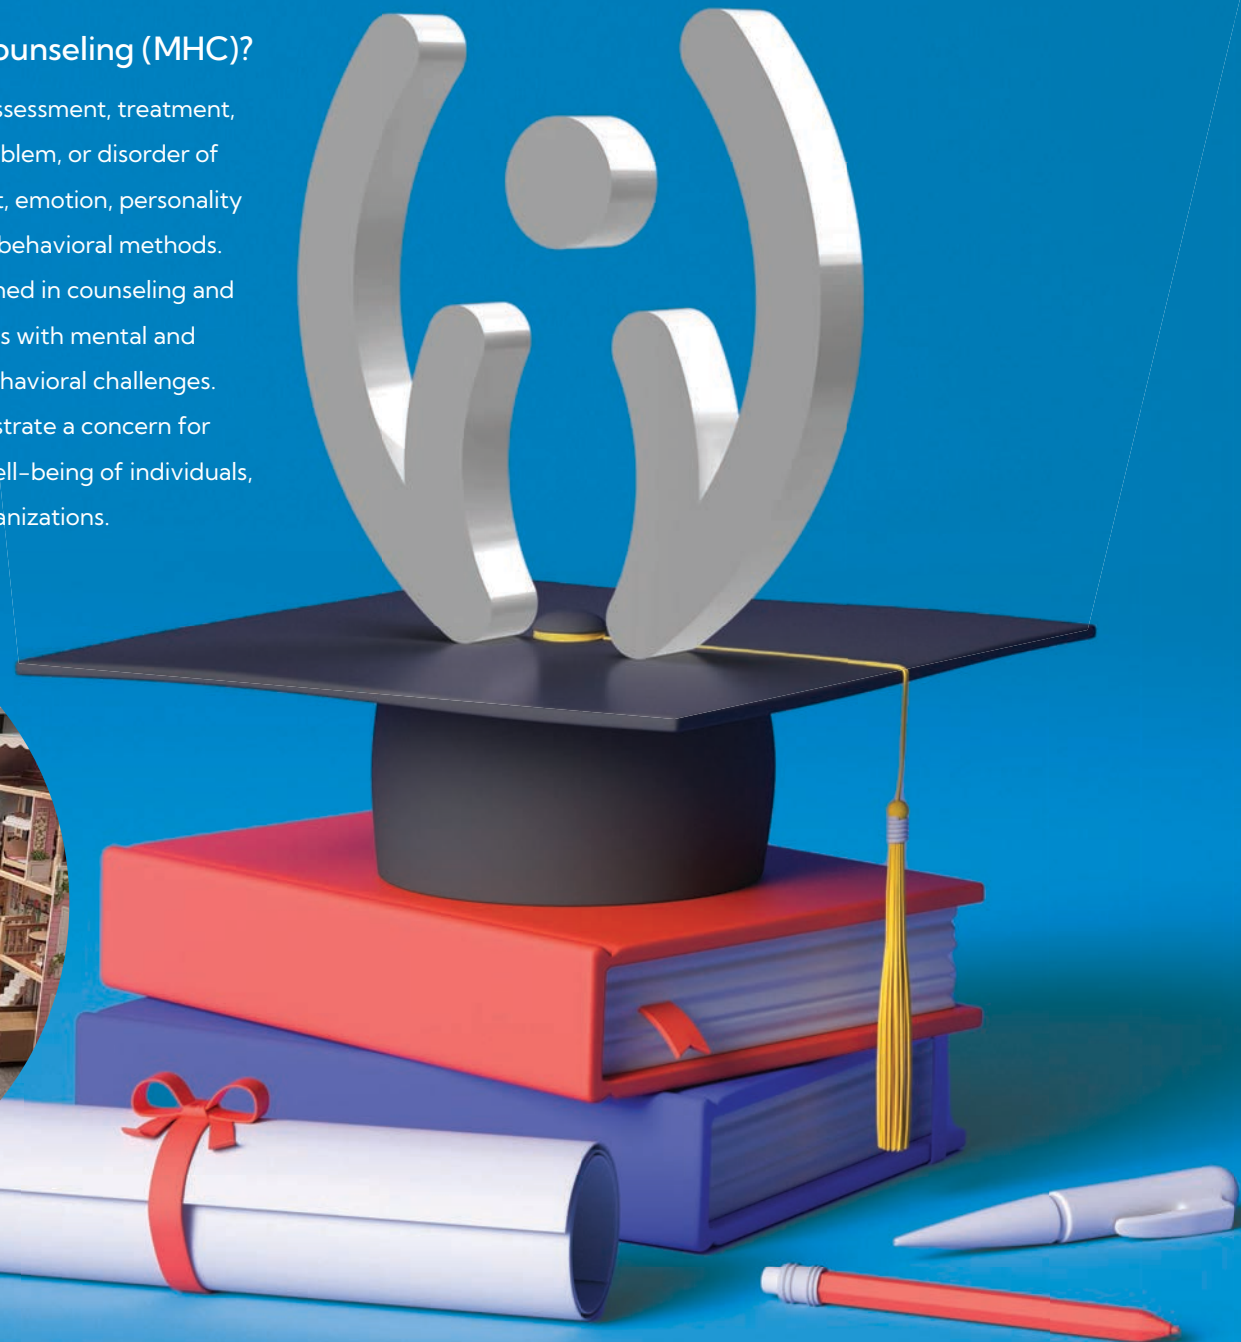 ounseling (MHC)?
ssessment, treatment,
blem, or disorder of
, emotion, personality
behavioral methods.
ned in counseling and
s with mental and
havioral challenges.
strate a concern for
ell-being of individuals,
anizations.